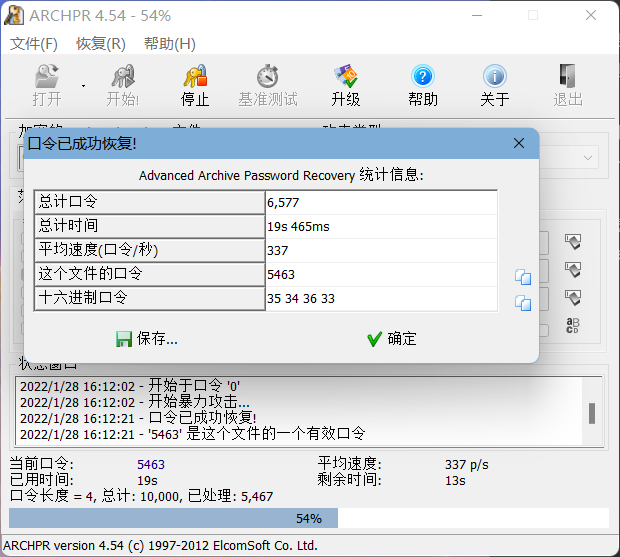 ARCHPR 4.54 - 54%
文件(F) 恢复(R) 帮助(H)
打开 开始! 停止 基准测试 升级 帮助 关于 退出
口令已成功恢复!
Advanced Archive Password Recovery 统计信息:
总计口令 6,577
总计时间 19s 465ms
平均速度(口令/秒) 337
这个文件的口令 5463
十六进制口令 35 34 36 33
保存... 确定
状态窗口
2022/1/28 16:12:02 - 开始于口令 '0'
2022/1/28 16:12:02 - 开始暴力攻击...
2022/1/28 16:12:21 - 口令已成功恢复!
2022/1/28 16:12:21 - '5463' 是这个文件的一个有效口令
当前口令: 5463 平均速度: 337 p/s
已用时间: 19s 剩余时间: 13s
口令长度 = 4, 总计: 10,000, 已处理: 5,467
54%
ARCHPR version 4.54 (c) 1997-2012 ElcomSoft Co. Ltd.